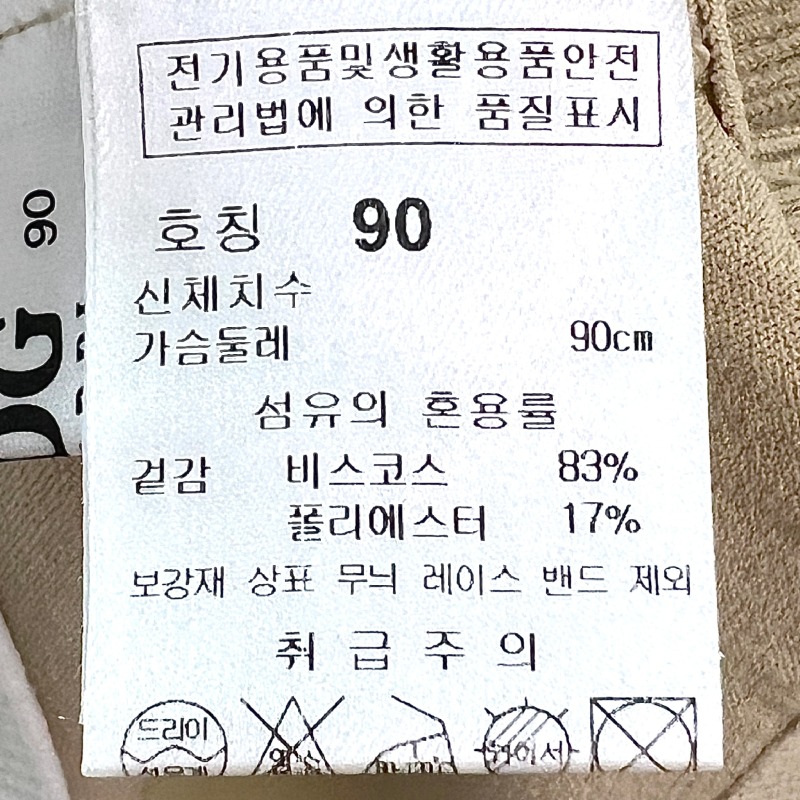 전기용품및생활용품안전
관리법에 의한 품질표시
호칭 90
신체치수
가슴둘레 90cm
섬유의 혼용률
겉감 비스코스 83%
폴리에스터 17%
보강재 상표 무늬 레이스 밴드 제외
취급주의
드라이
90